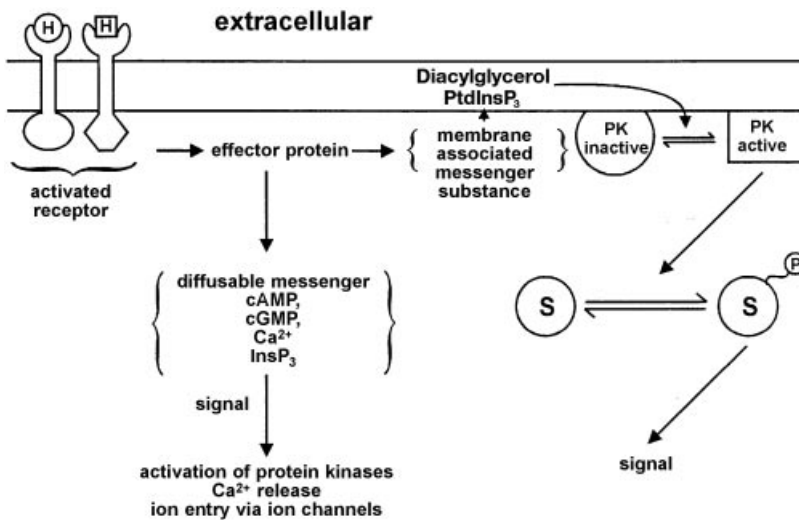 extracellular
H
H
Diacylglycerol
PtdInsP₃
activated
receptor
effector protein
membrane
associated
messenger
substance
PK
inactive
PK
active
diffusable messenger
cAMP,
cGMP,
Ca²⁺
InsP₃
signal
activation of protein kinases
Ca²⁺ release
ion entry via ion channels
S
S
P
signal